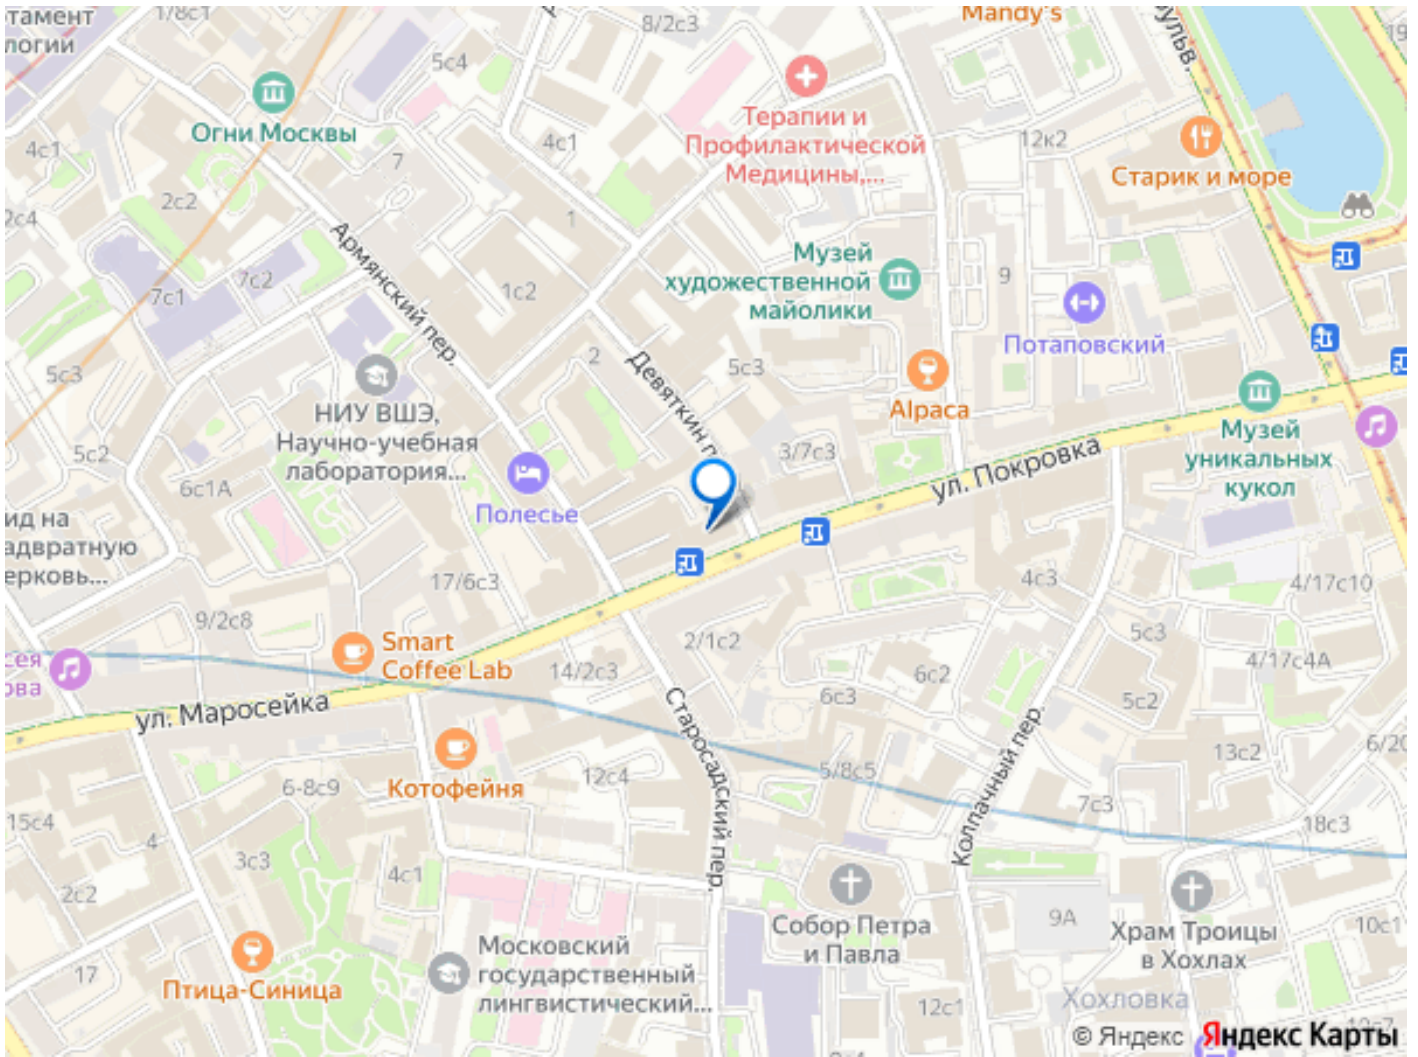 тамент
логии
1/8с1
8/2с3
Mandy's
ульв.
19
5с4
Огни Москвы
4с1
7
4с1
Терапии и
Профилактической
Медицины,...
12к2
Старик и море
2с2
2с4
1
Армянский пер.
Музей
художественной
майолики
9
7с2
7с1
1с2
Потаповский
5с3
2
Девяткин п
5с3
Alpaca
НИУ ВШЭ,
Научно-учебная
лаборатория...
Музей
уникальных
кукол
5с2
6с1А
3/7с3
ул. Покровка
Полесье
ид на
адвратную
ерковь...
17/6с3
4с3
4/17с10
9/2с8
Smart
Coffee Lab
2/1с2
5с3
14/2с3
6с2
4/17с4А
сея
ова
6с3
5с2
ул. Маросейка
Старосадский пер.
Колпачный пер.
13с2
6/20
Котофейня
6-8с9
12с4
5/8с5
7с3
15с4
4
18с3
3с3
4с1
2с2
Собор Петра
и Павла
9А
Храм Троицы
в Хохлах
10с1
Московский
государственный
лингвистический...
17
Птица-Синица
12с1
Хохловка
© Яндекс Яндекс Карты